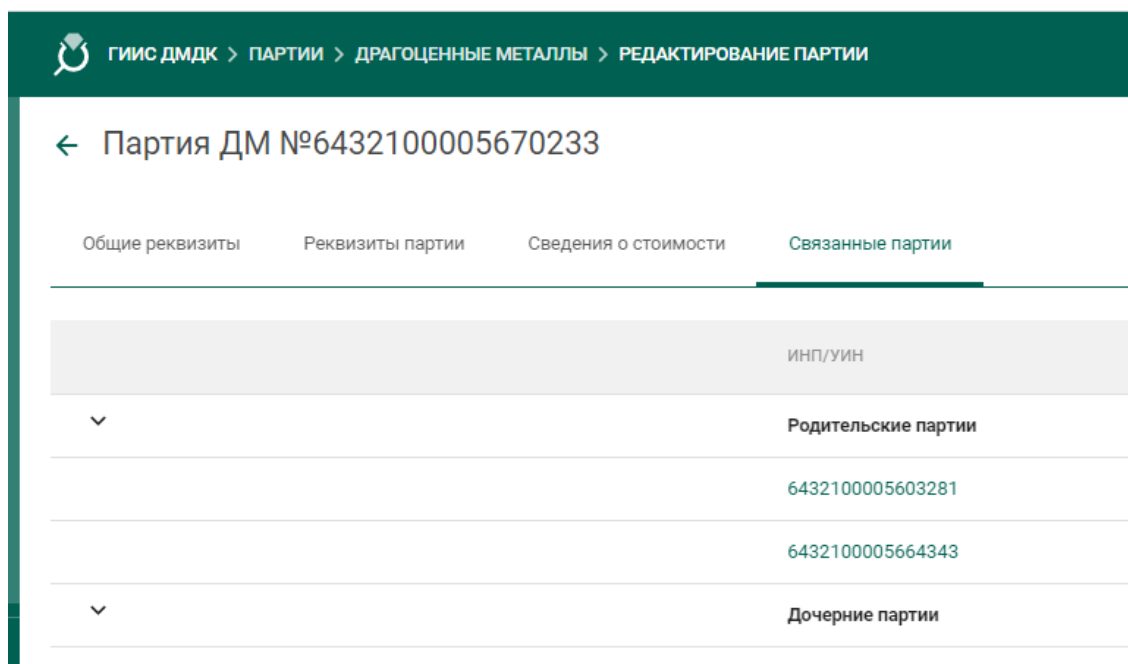 ГИИС ДМДК > ПАРТИИ > ДРАГОЦЕННЫЕ МЕТАЛЛЫ > РЕДАКТИРОВАНИЕ ПАРТИИ
Партия ДМ №6432100005670233
Общие реквизиты Реквизиты партии Сведения о стоимости Связанные партии
ИНП/УИН
Родительские партии
6432100005603281
6432100005664343
Дочерние партии